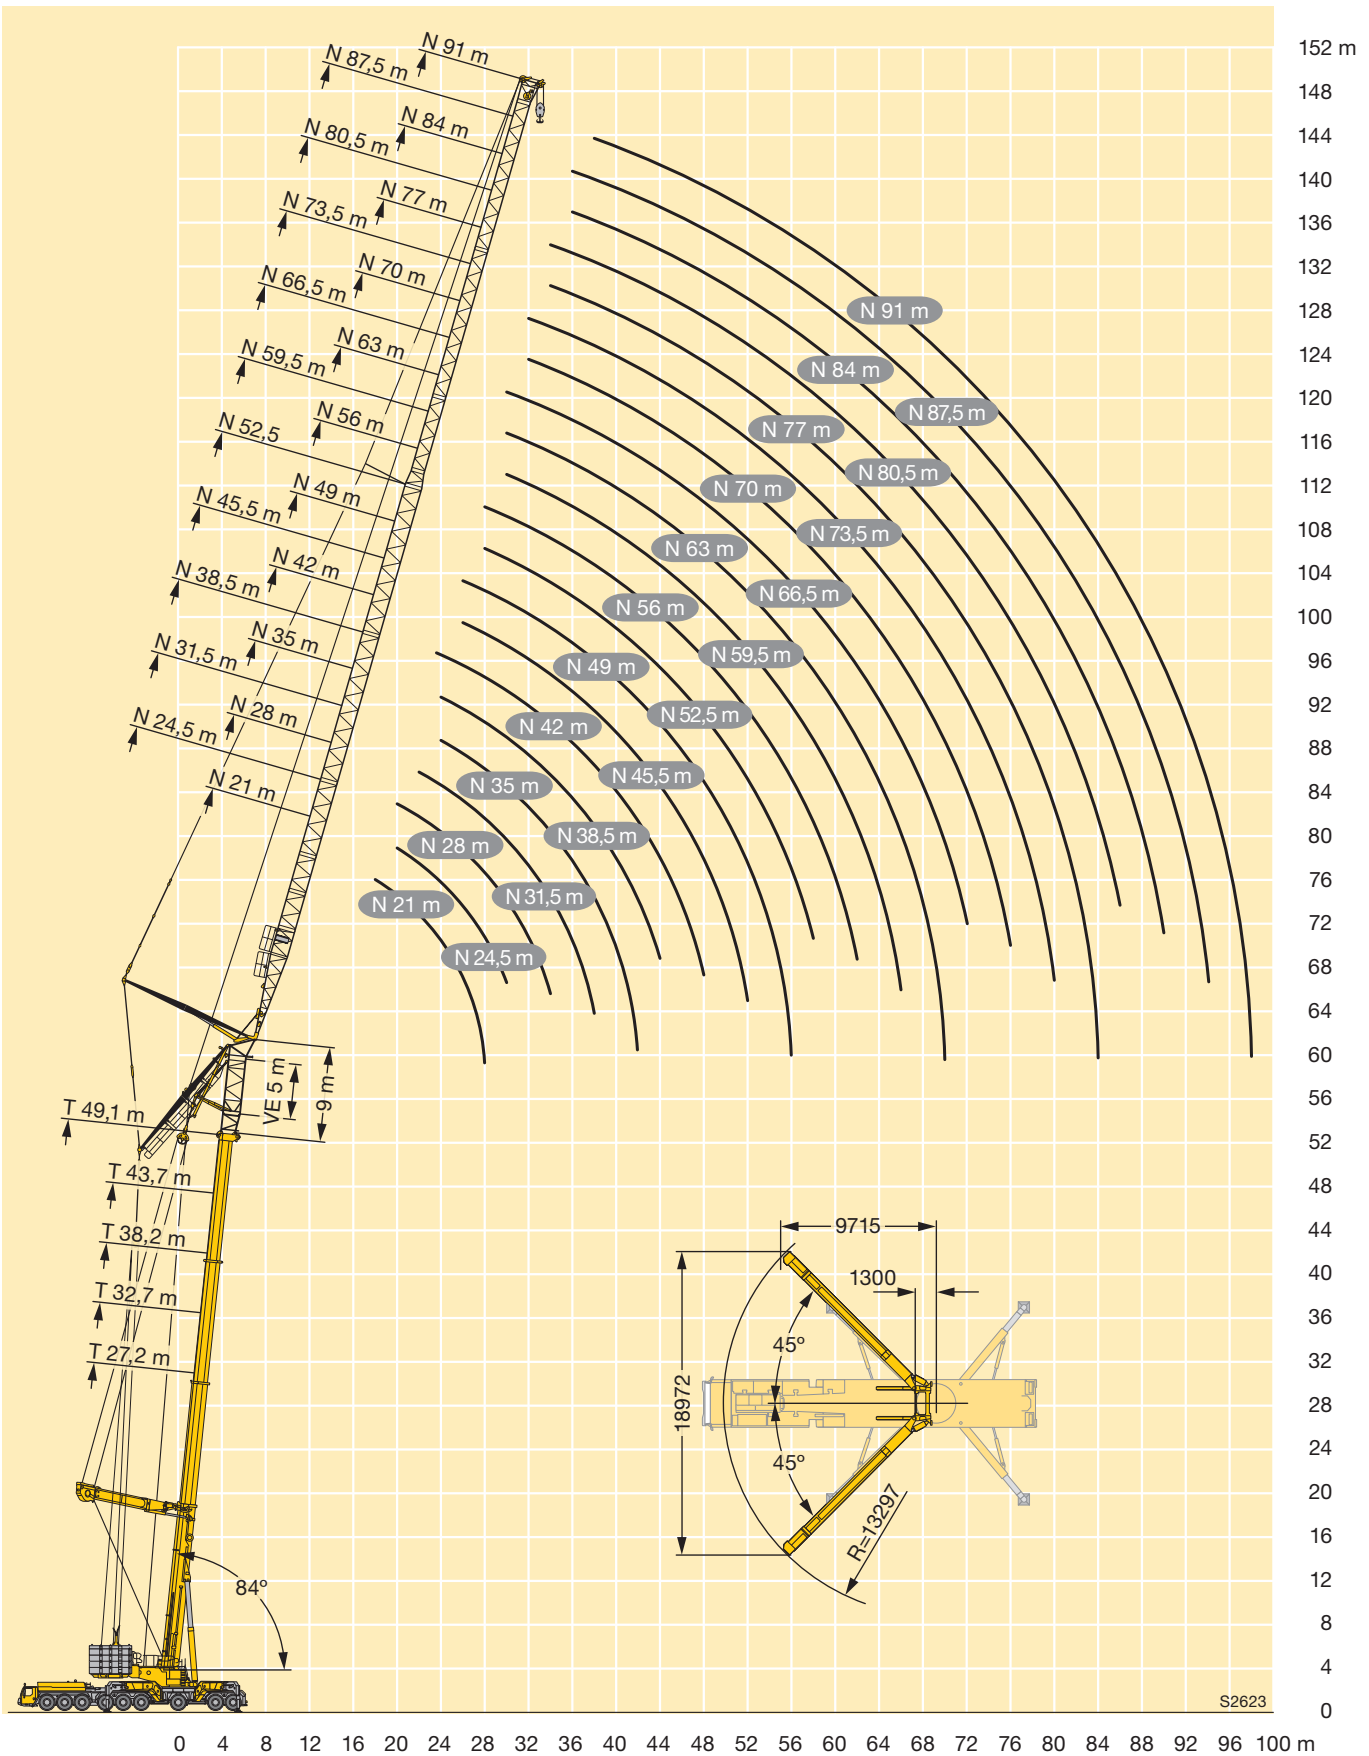 152 m
148
144
140
136
132
128
124
120
116
112
108
104
100
96
92
88
84
80
76
72
68
64
60
56
52
48
44
40
36
32
28
24
20
16
12
8
4
0
N 91 m
N 87,5 m
N 84 m
N 80,5 m
N 77 m
N 73,5 m
N 70 m
N 66,5 m
N 63 m
N 59,5 m
N 56 m
N 52,5
N 49 m
N 45,5 m
N 42 m
N 38,5 m
N 35 m
N 31,5 m
N 28 m
N 24,5 m
N 21 m
N 91 m
N 84 m
N 87,5 m
N 77 m
N 80,5 m
N 70 m
N 73,5 m
N 63 m
N 66,5 m
N 56 m
N 59,5 m
N 49 m
N 52,5 m
N 42 m
N 45,5 m
N 35 m
N 38,5 m
N 28 m
N 31,5 m
N 21 m
N 24,5 m
VE 5 m
9 m
T 49,1 m
T 43,7 m
T 38,2 m
T 32,7 m
T 27,2 m
84º
9715
1300
45º
18972
45º
R=13297
S2623
0 4 8 12 16 20 24 28 32 36 40 44 48 52 56 60 64 68 72 76 80 84 88 92 96 100 m